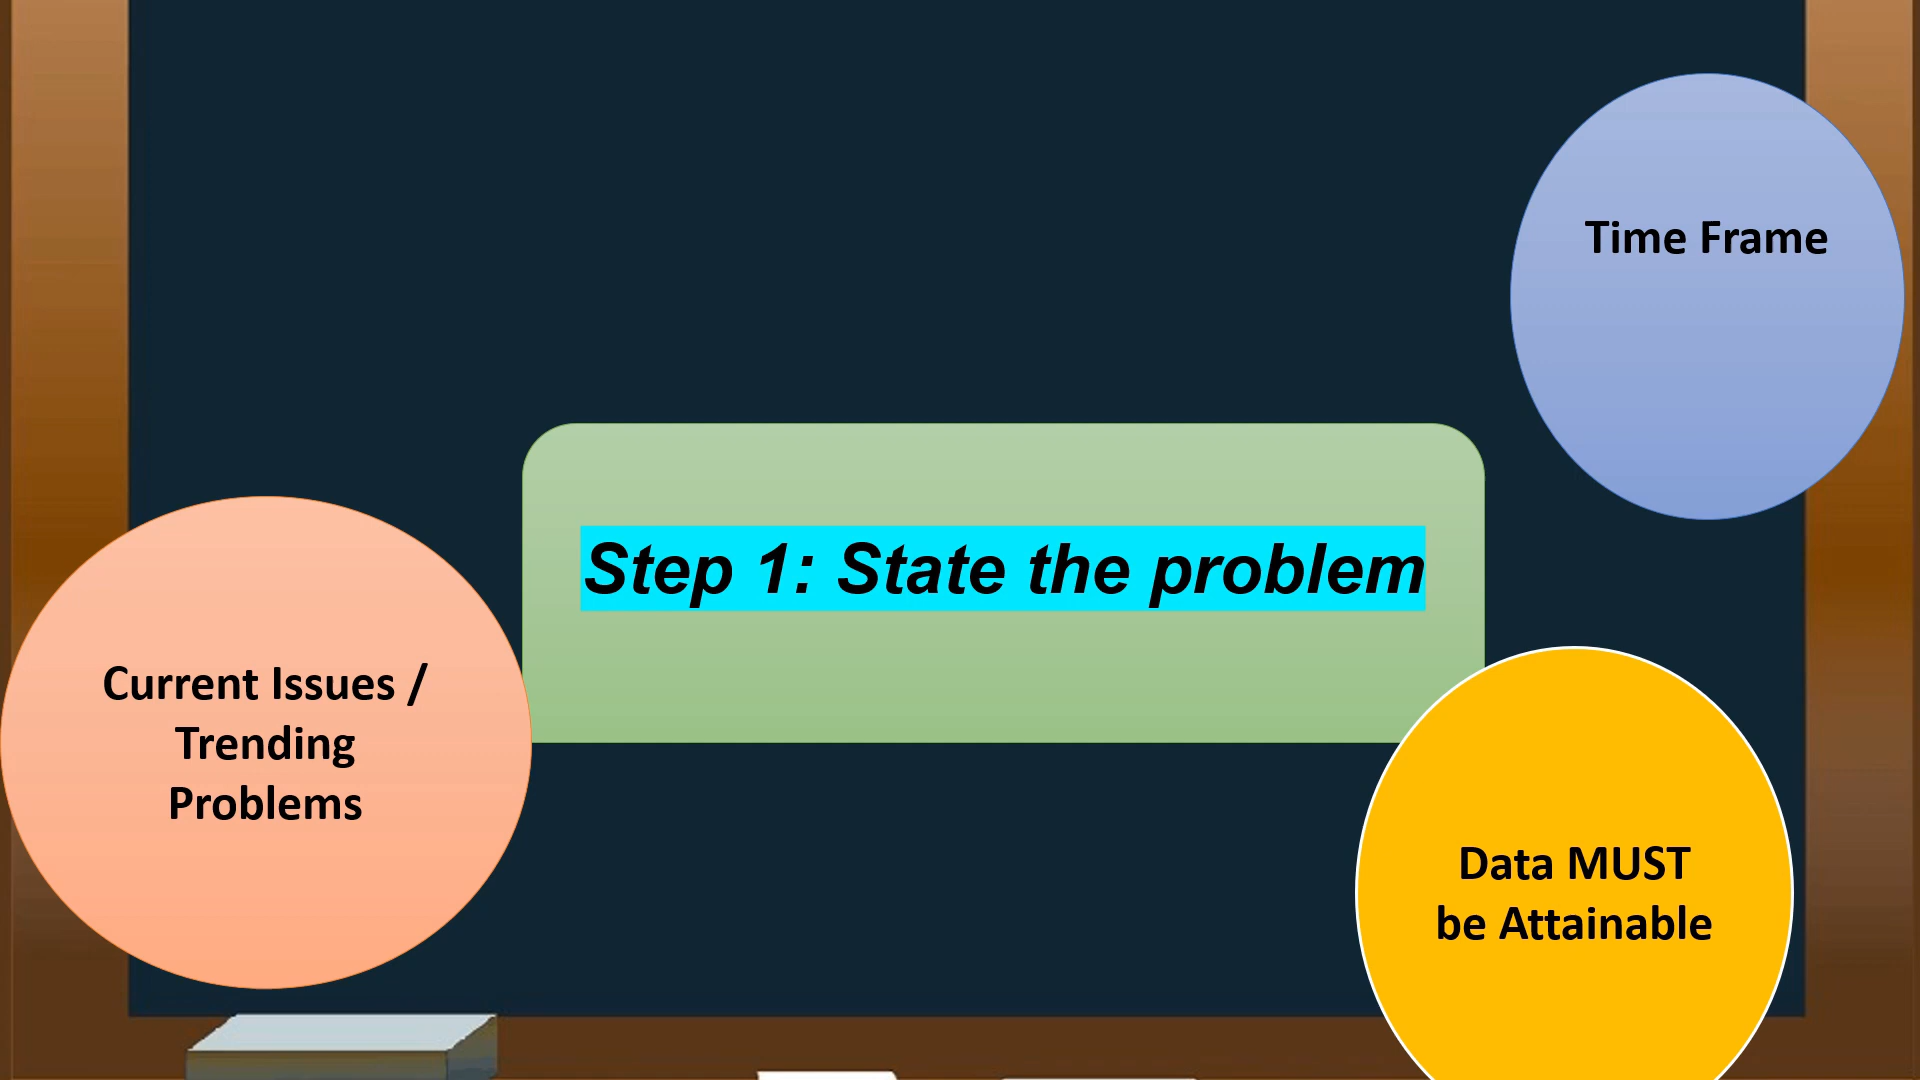 Time Frame
Step 1: State the problem
Current Issues /
Trending
Problems
Data MUST
be Attainable